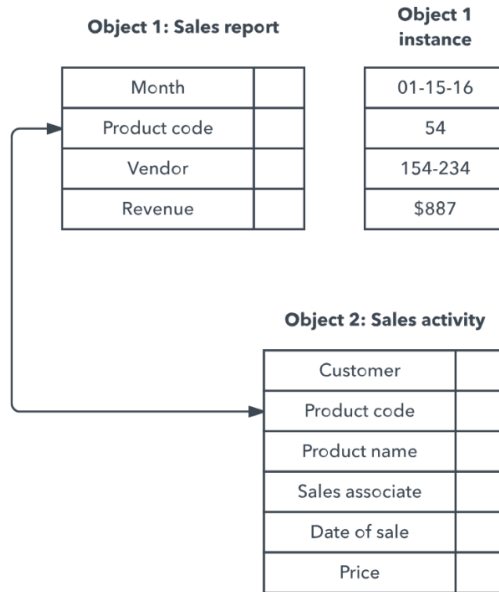 Object 1: Sales report
Object 1
instance
Month
01-15-16
Product code
54
Vendor
154-234
Revenue
$887
Object 2: Sales activity
Customer
Product code
Product name
Sales associate
Date of sale
Price